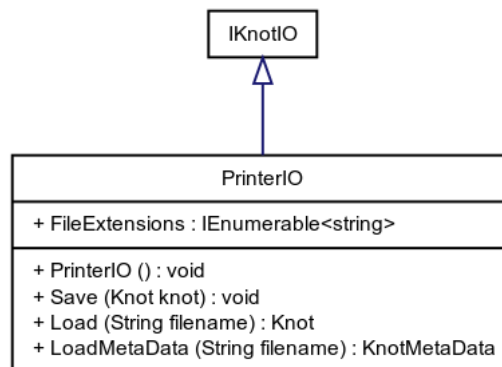 IKnotIO
PrinterIO
+ FileExtensions : IEnumerable<string>
+ PrinterIO () : void
+ Save (Knot knot) : void
+ Load (String filename) : Knot
+ LoadMetaData (String filename) : KnotMetaData